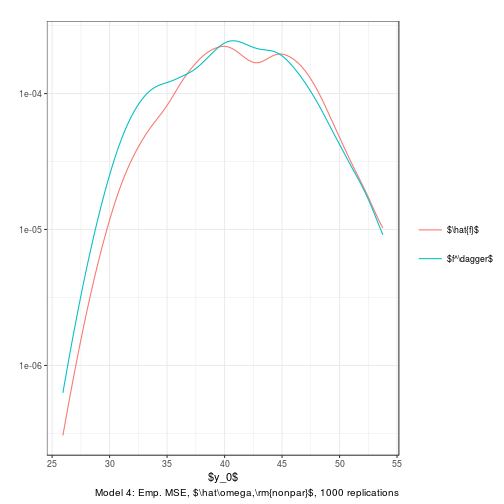 1e-04
1e-05
1e-06
25 30 35 40 45 50 55
$y_0$
$\hat{f}$
$f^\dagger$
Model 4: Emp. MSE, $\hat\omega,\rm{nonpar}$, 1000 replications